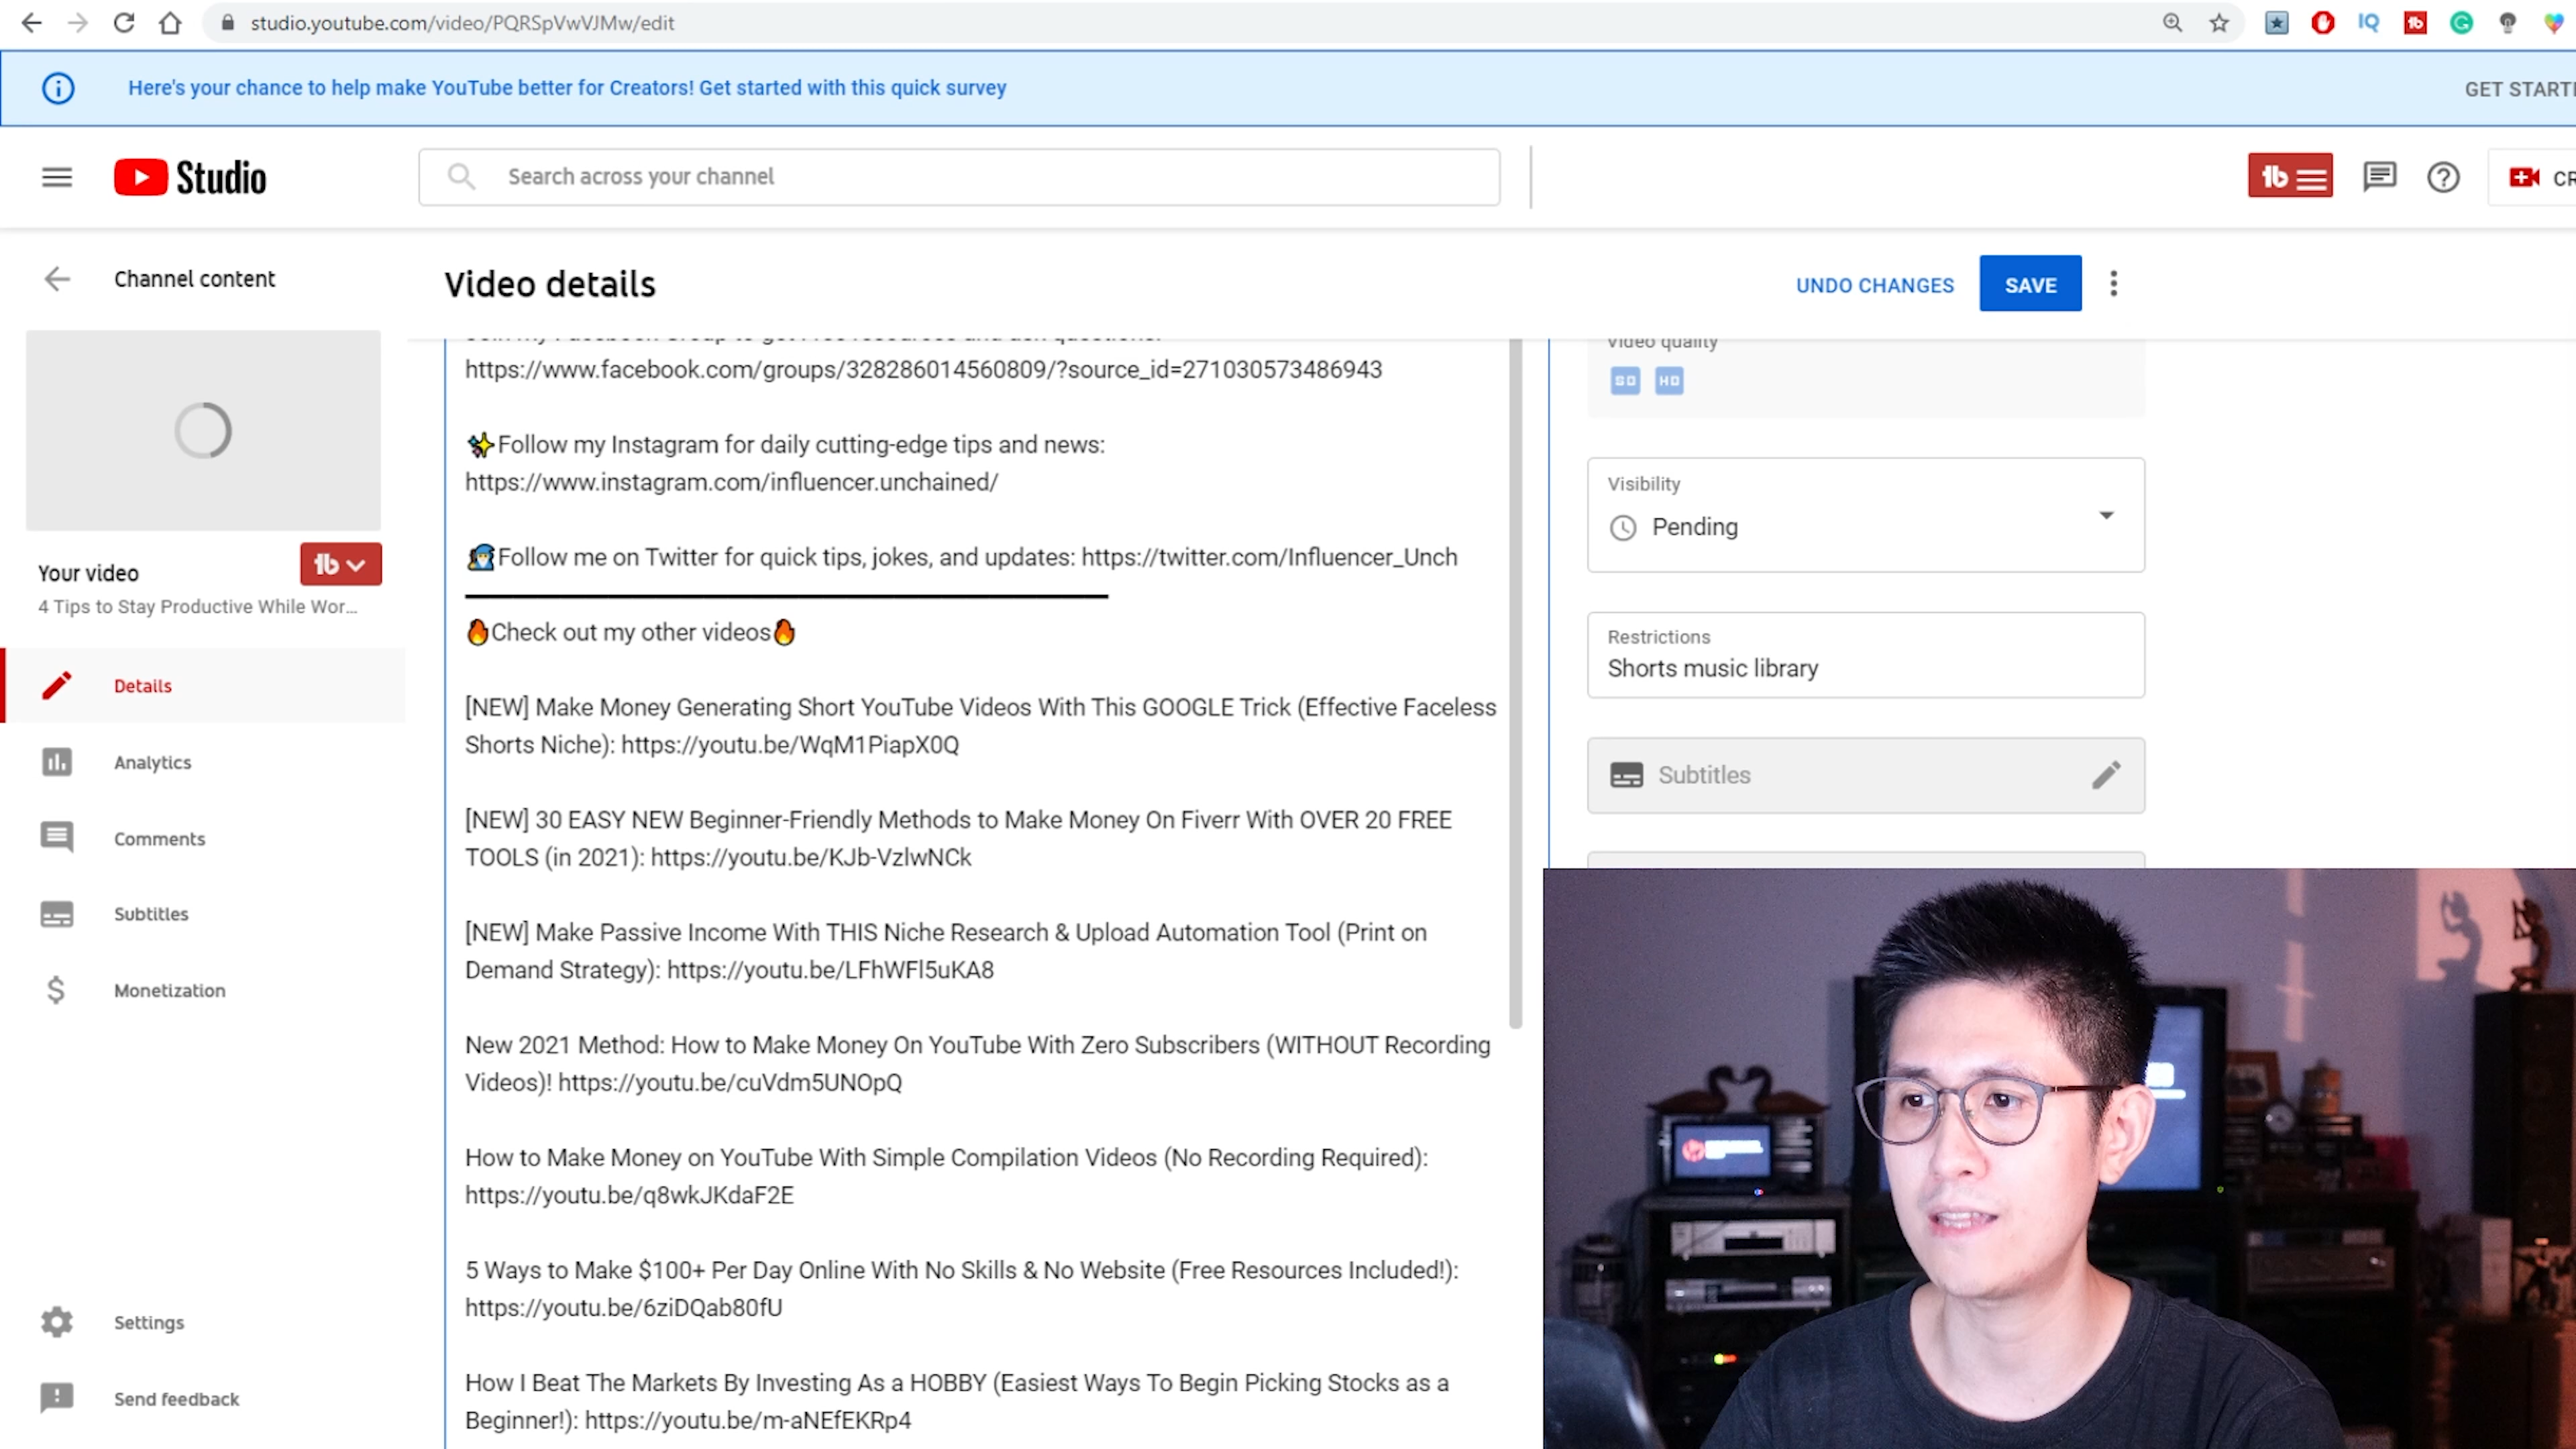 studio.youtube.com/video/PQRSpVwVJMw/edit
IQ
Here's your chance to help make YouTube better for Creators! Get started with this quick survey
GET START
Studio
Search across your channel
Channel content
Video details
UNDO CHANGES
SAVE
https://www.facebook.com/groups/328286014560809/?source_id=271030573486943
Video quality
SD HD
✨Follow my Instagram for daily cutting-edge tips and news:
https://www.instagram.com/influencer.unchained/
Visibility
Pending
Follow me on Twitter for quick tips, jokes, and updates: https://twitter.com/Influencer_Unch
Your video
4 Tips to Stay Productive While Wor...
🔥Check out my other videos🔥
Restrictions
Shorts music library
Details
[NEW] Make Money Generating Short YouTube Videos With This GOOGLE Trick (Effective Faceless
Shorts Niche): https://youtu.be/WqM1PiapX0Q
Analytics
Subtitles
[NEW] 30 EASY NEW Beginner-Friendly Methods to Make Money On Fiverr With OVER 20 FREE
TOOLS (in 2021): https://youtu.be/KJb-VzlwNCk
Comments
Subtitles
[NEW] Make Passive Income With THIS Niche Research & Upload Automation Tool (Print on
Demand Strategy): https://youtu.be/LFhWFl5uKA8
Monetization
New 2021 Method: How to Make Money On YouTube With Zero Subscribers (WITHOUT Recording
Videos)! https://youtu.be/cuVdm5UNOpQ
How to Make Money on YouTube With Simple Compilation Videos (No Recording Required):
https://youtu.be/q8wkJKdaF2E
5 Ways to Make $100+ Per Day Online With No Skills & No Website (Free Resources Included!):
https://youtu.be/6ziDQab80fU
Settings
How I Beat The Markets By Investing As a HOBBY (Easiest Ways To Begin Picking Stocks as a
Beginner!): https://youtu.be/m-aNEfEKRp4
Send feedback